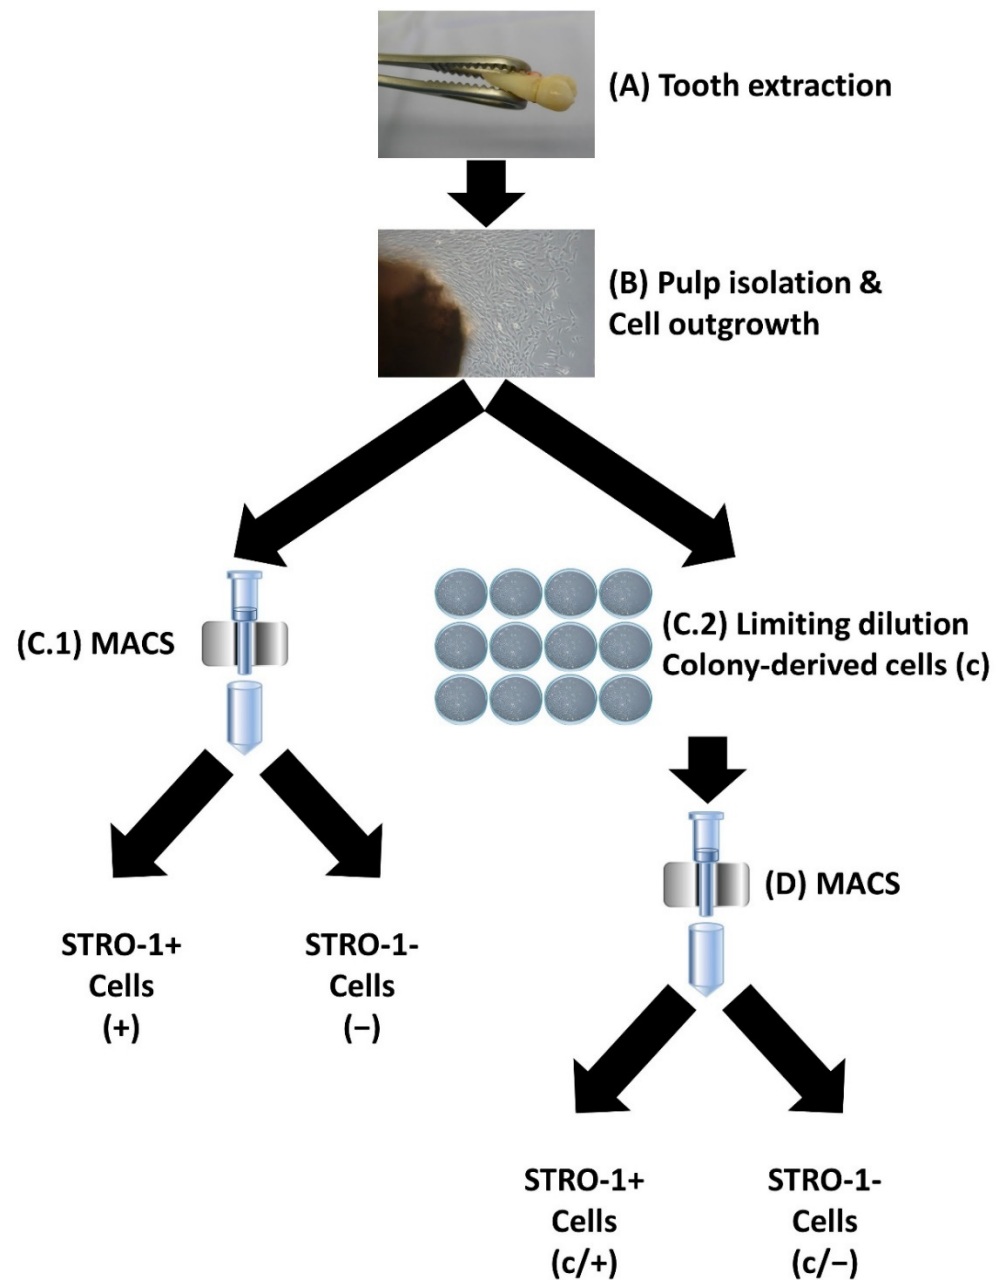 (A) Tooth extraction
(B) Pulp isolation &
Cell outgrowth
(C.1) MACS
(C.2) Limiting dilution
Colony-derived cells (c)
(D) MACS
STRO-1+
Cells
(+)
STRO-1-
Cells
(−)
STRO-1+
Cells
(c/+)
STRO-1-
Cells
(c/−)